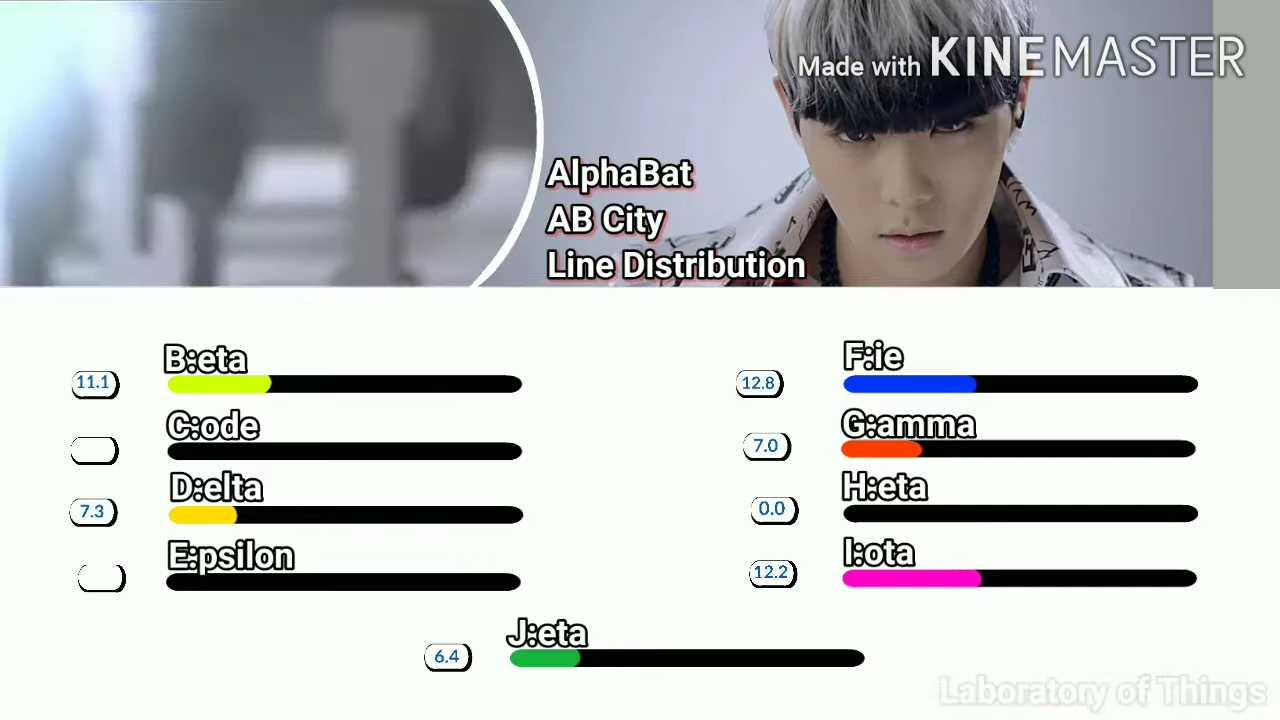 Made with KINEMASTER
AlphaBat
AB City
Line Distribution
B:eta
11.1
C:ode
D:elta
7.3
E:psilon
F:ie
12.8
G:amma
7.0
H:eta
0.0
I:ota
12.2
J:eta
6.4
Laboratory of Things